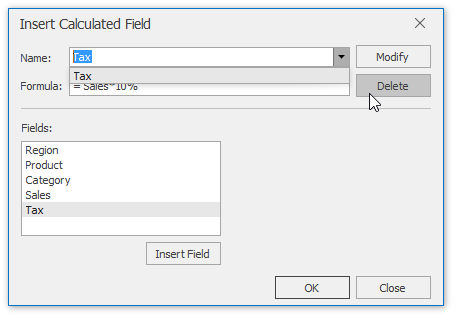 Insert Calculated Field
Name: Tax Modify
Tax
Formula: = Sales*10% Delete
Fields:
Region
Product
Category
Sales
Tax
Insert Field
OK Close